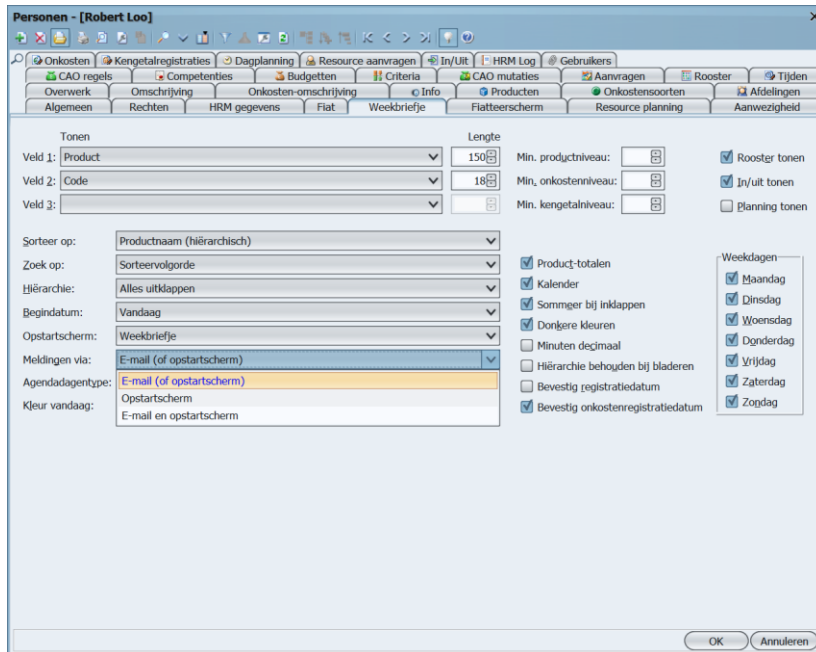 Personen - [Robert Loo]
Onkosten Kengetalregistraties Dagplanning Resource aanvragen In/Uit HRM Log Gebruikers
CAO regels Competenties Budgetten Criteria CAO mutaties Aanvragen Rooster Tijden
Overwerk Omschrijving Onkosten-omschrijving Info Producten Onkostensoorten Afdelingen
Algemeen Rechten HRM gegevens Fiat Weekbriefje Fiatteerscherm Resource planning Aanwezigheid
Tonen Lengte
Veld 1: Product 150 Min. productniveau: Rooster tonen
Veld 2: Code 18 Min. onkostenniveau: In/uit tonen
Veld 3: Min. kengetalniveau: Planning tonen
Sorteer op: Productnaam (hiërarchisch)
Zoek op: Sorteervolgorde
Hiërarchie: Alles uitklappen
Begindatum: Vandaag
Opstartscherm: Weekbriefje
Meldingen via: E-mail (of opstartscherm)
Agendadagentype: E-mail (of opstartscherm)
Opstartscherm
Kleur vandaag: E-mail en opstartscherm
Product-totalen
Kalender
Sommeer bij inklappen
Donkere kleuren
Minuten decimaal
Hiërarchie behouden bij bladeren
Bevestig registratiedatum
Bevestig onkostenregistratiedatum
Weekdagen
Maandag
Dinsdag
Woensdag
Donderdag
Vrijdag
Zaterdag
Zondag
OK Annuleren